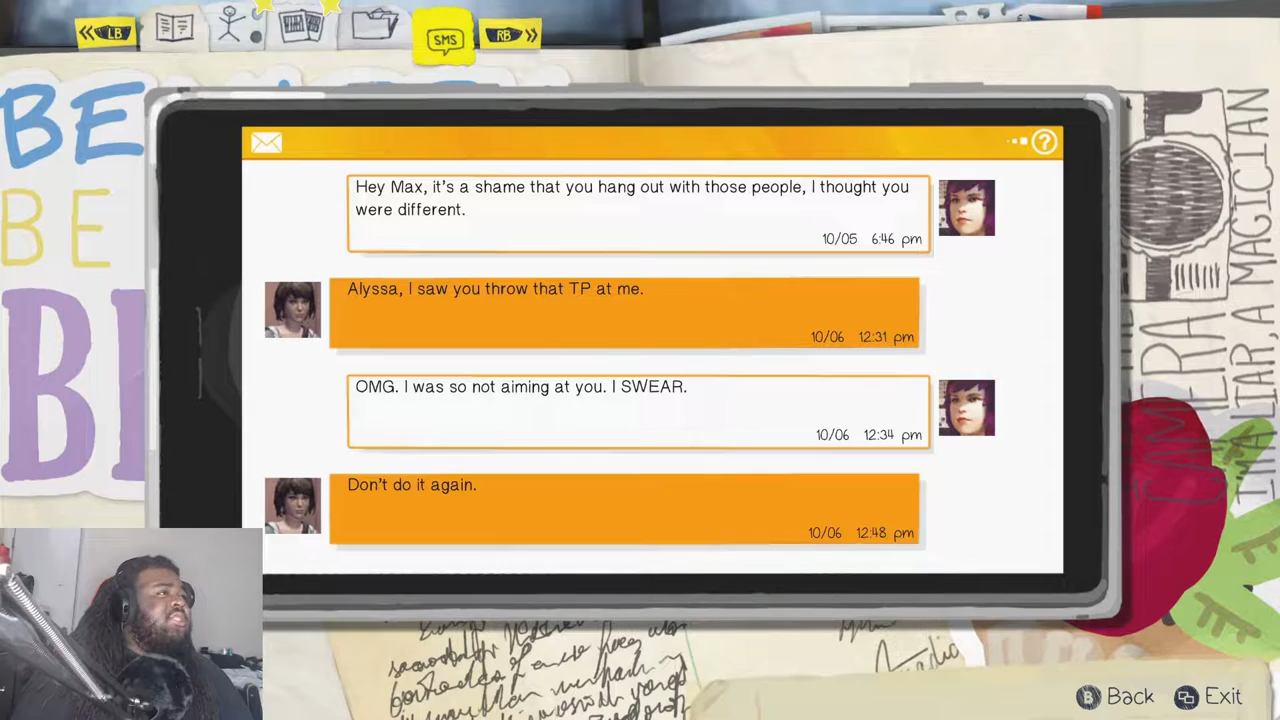 LB
SMS
RB
BE
BE
Hey Max, it's a shame that you hang out with those people, I thought you
were different.
10/05 6:46 pm
Alyssa, I saw you throw that TP at me.
10/06 12:31 pm
OMG. I was so not aiming at you. I SWEAR.
10/06 12:34 pm
Don't do it again.
10/06 12:48 pm
CAMERA
LIAR, A MAGICIAN
B Back
Exit